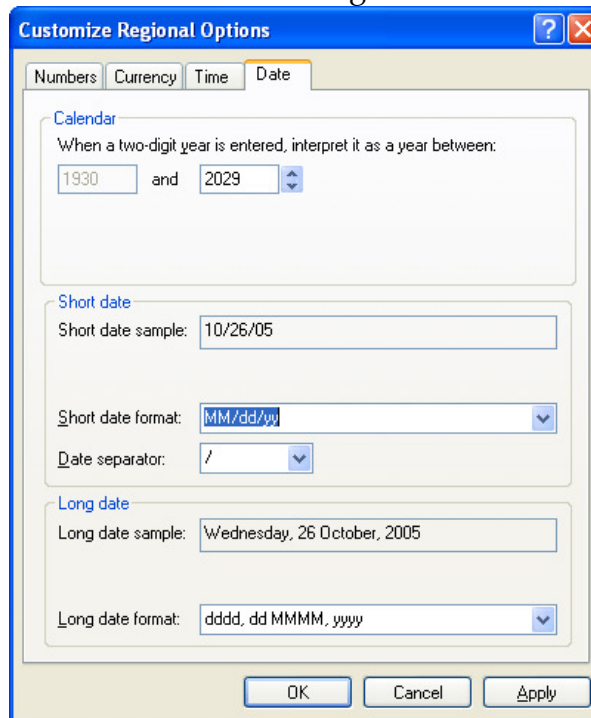 Customize Regional Options
Numbers Currency Time Date
Calendar
When a two-digit year is entered, interpret it as a year between:
1930 and 2029
Short date
Short date sample: 10/26/05
Short date format: MM/dd/yy
Date separator: /
Long date
Long date sample: Wednesday, 26 October, 2005
Long date format: dddd, dd MMMM, yyyy
OK Cancel Apply